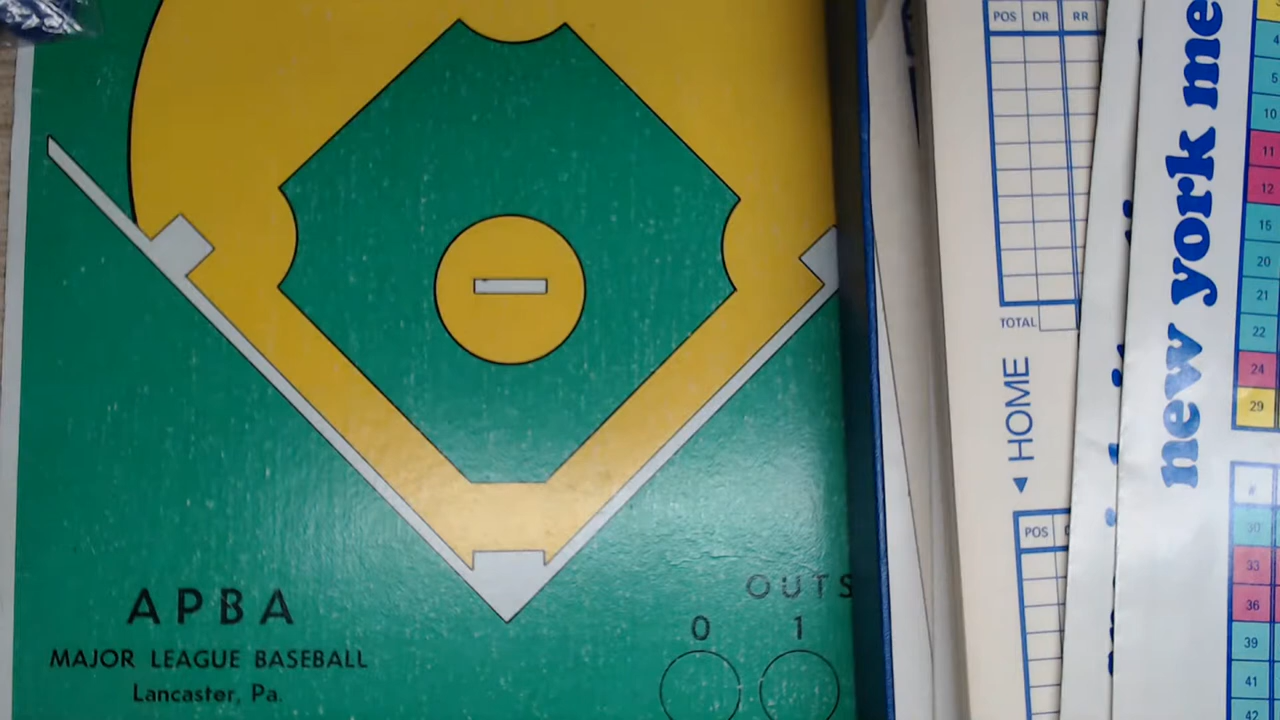 APBA
MAJOR LEAGUE BASEBALL
Lancaster, Pa.
OUTS
0 1
POS DR RR
TOTAL
◄ HOME
POS
new york me
4
5
10
11
12
15
20
21
22
24
29
#
30
33
36
39
41
42